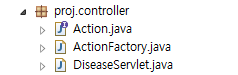 proj.controller
Action.java
ActionFactory.java
DiseaseServlet.java